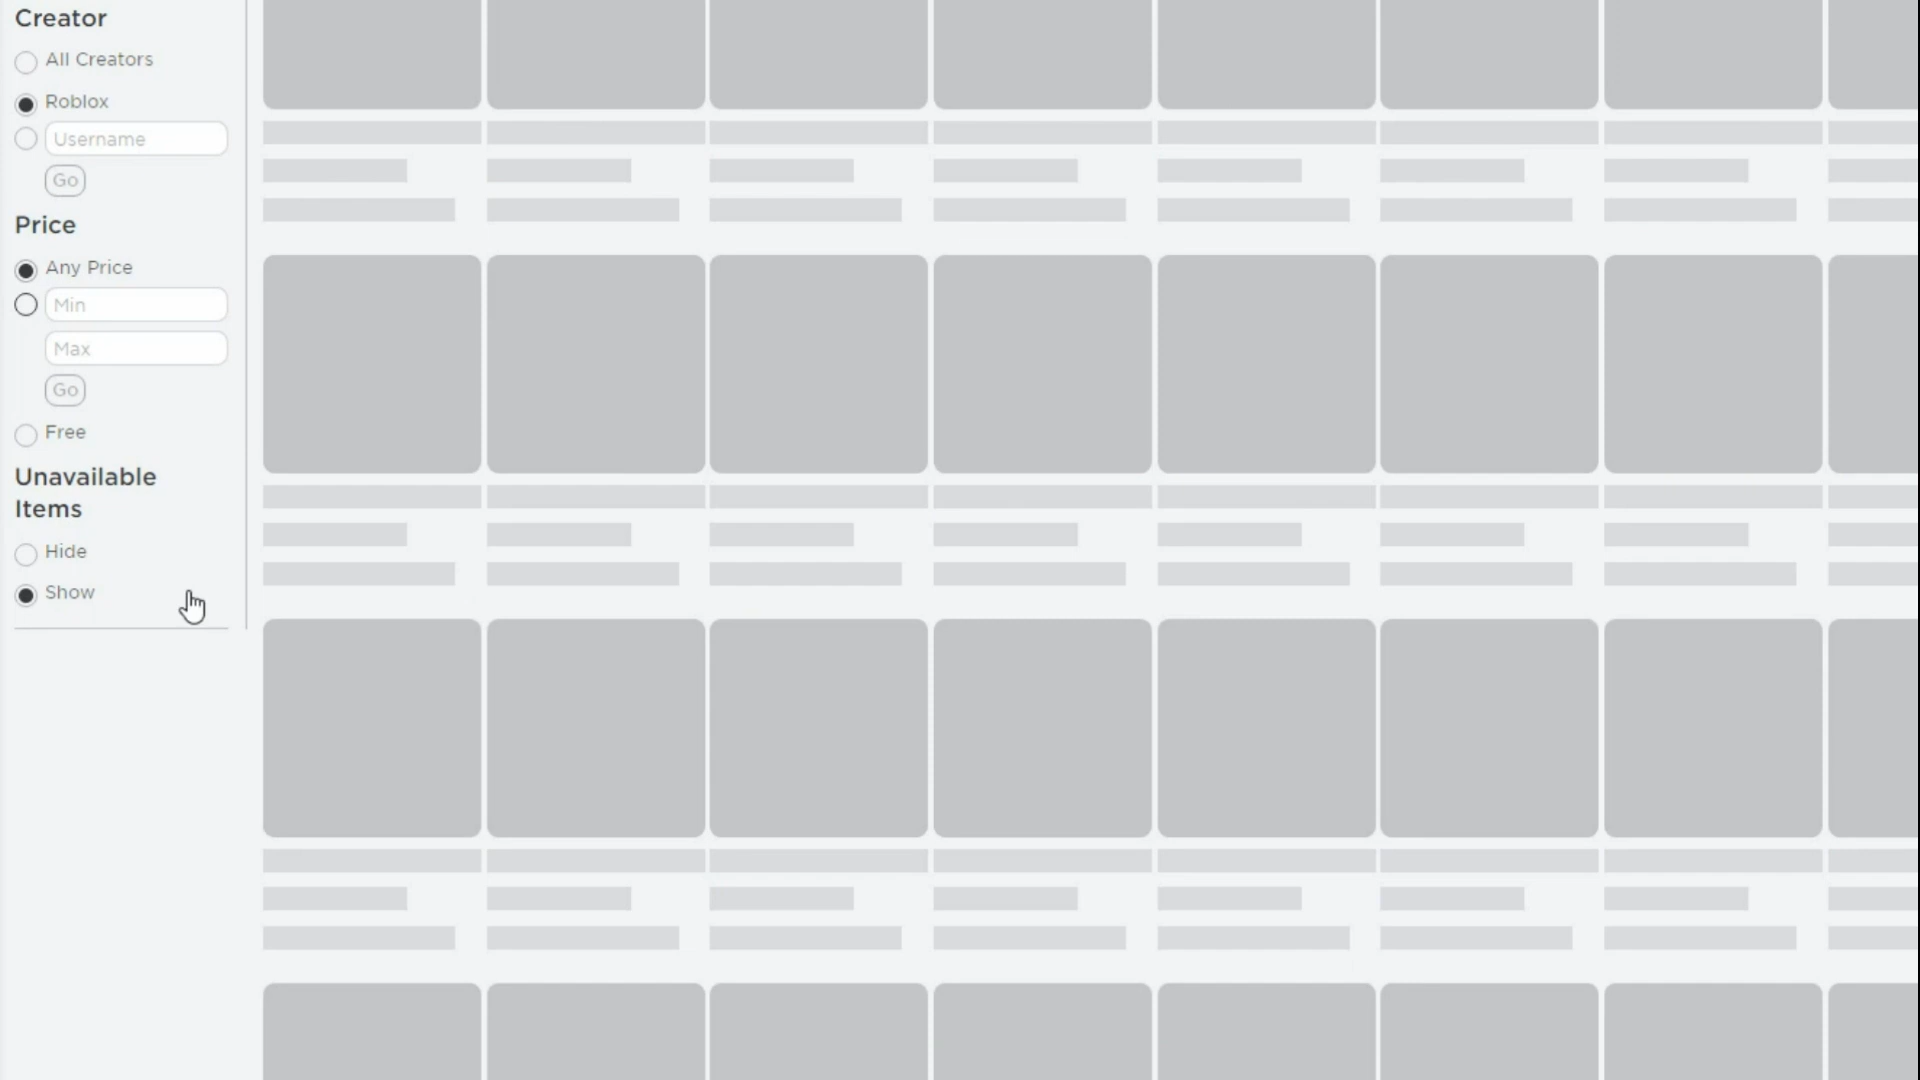 Creator
All Creators
Roblox
Username
Go
Price
Any Price
Min
Max
Go
Free
Unavailable
Items
Hide
Show